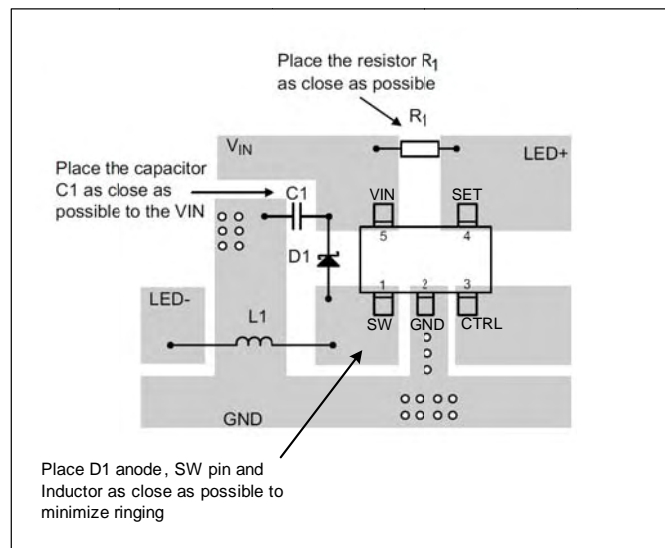 Place the resistor R1
as close as possible
R1
VIN
LED+
Place the capacitor
C1 as close as
possible to the VIN
C1
VIN
SET
5
4
D1
LED-
L1
1
2
3
SW
GND
CTRL
GND
Place D1 anode, SW pin and
Inductor as close as possible to
minimize ringing